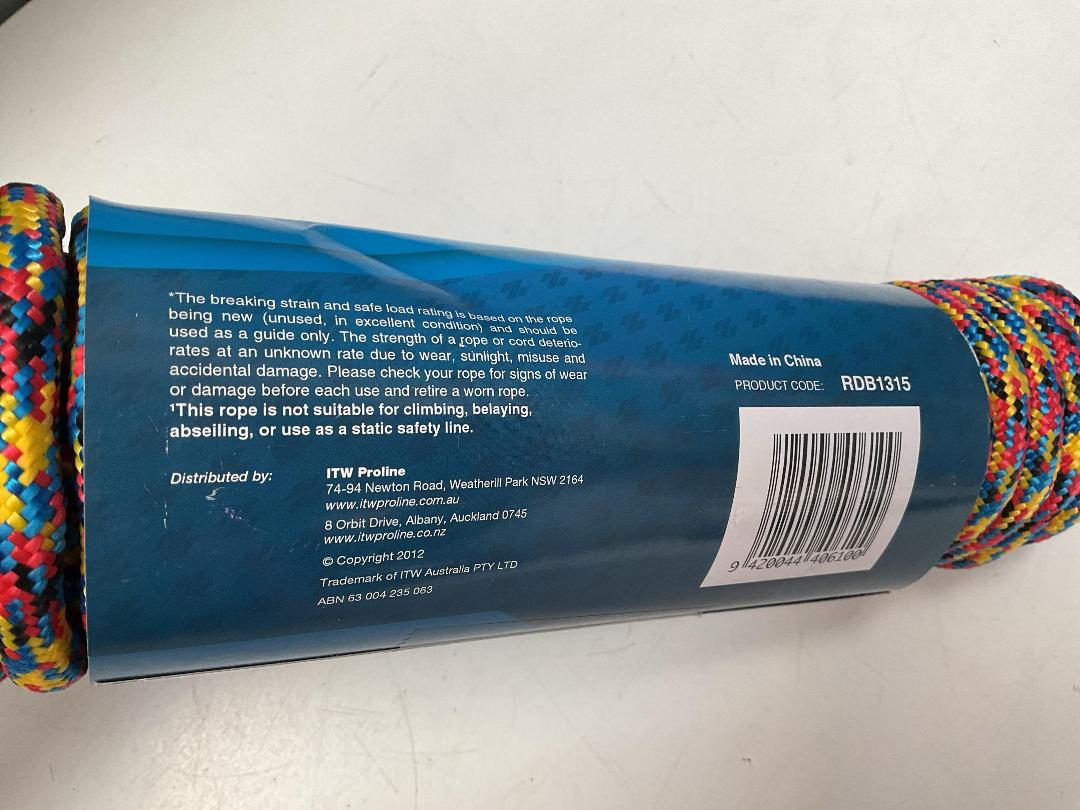 *The breaking strain and safe load rating is based on the rope
being new (unused, in excellent condition) and should be
used as a guide only. The strength of a rope or cord deterio-
rates at an unknown rate due to wear, sunlight, misuse and
accidental damage. Please check your rope for signs of wear
or damage before each use and retire a worn rope.
¹This rope is not suitable for climbing, belaying,
abseiling, or use as a static safety line.
Distributed by:
ITW Proline
74-94 Newton Road, Weatherill Park NSW 2164
www.itwproline.com.au
8 Orbit Drive, Albany, Auckland 0745
www.itwproline.co.nz
© Copyright 2012
Trademark of ITW Australia PTY LTD
ABN 63 004 235 063
Made in China
PRODUCT CODE: RDB1315
9 420044 406100